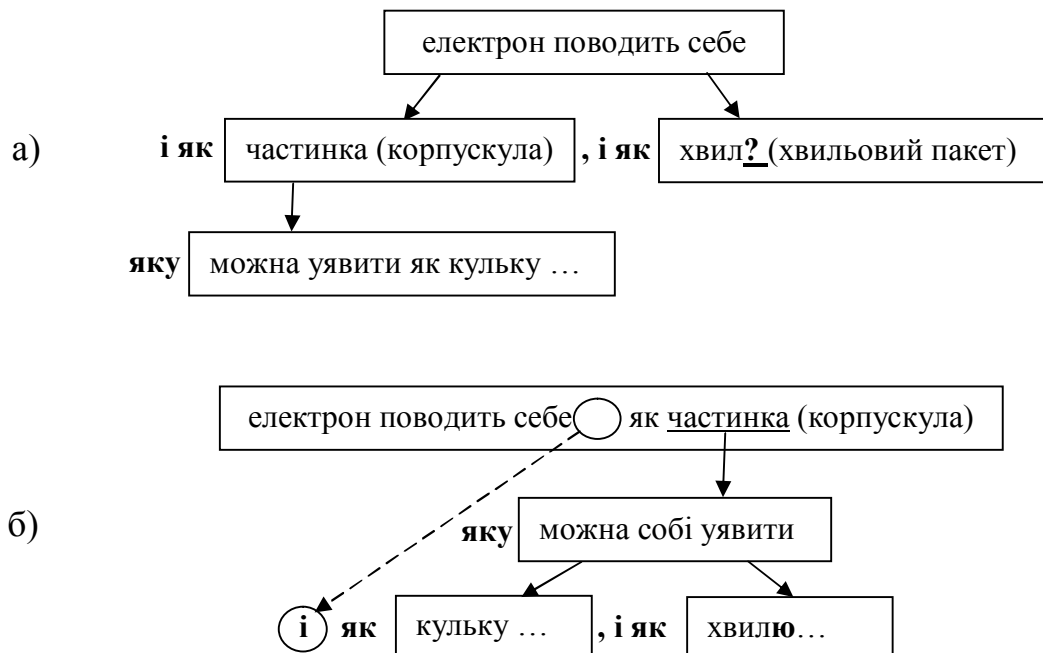 електрон поводить себе
а) і як частинка (корпускула) , і як хвил? (хвильовий пакет)
яку можна уявити як кульку …
електрон поводить себе як частинка (корпускула)
б) яку можна собі уявити
і як кульку … , і як хвилю…